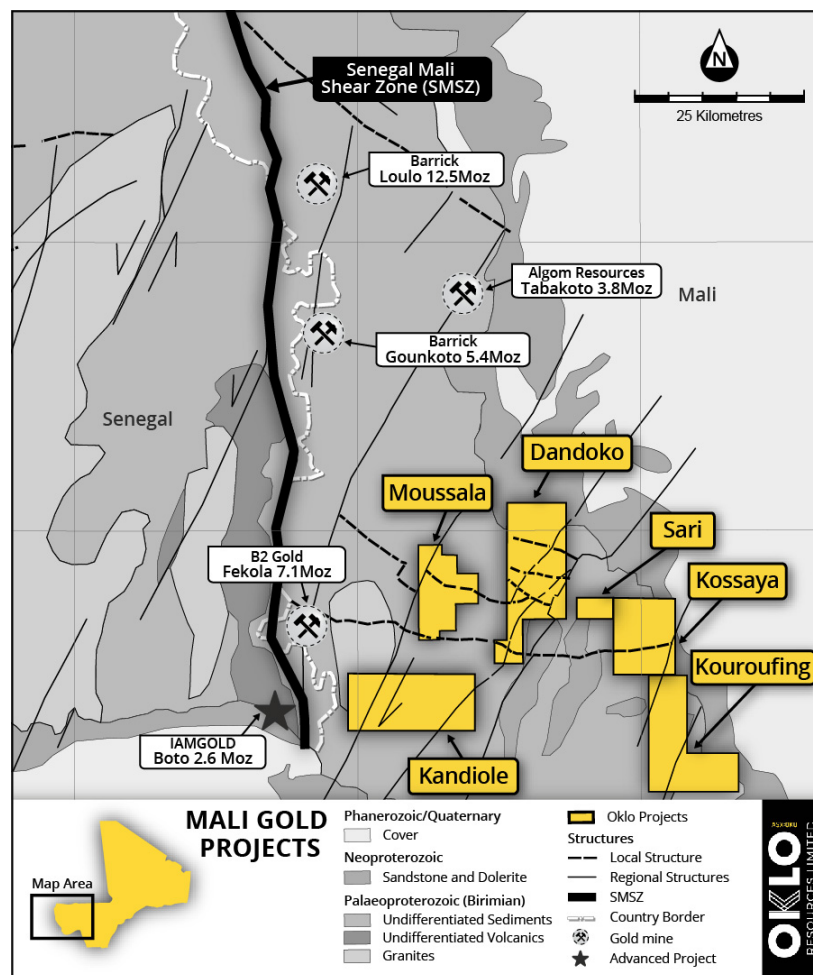 N
25 Kilometres
Senegal Mali
Shear Zone (SMSZ)
Barrick
Loulo 12.5Moz
Algom Resources
Tabakoto 3.8Moz
Mali
Barrick
Gounkoto 5.4Moz
Senegal
Dandoko
Moussala
Sari
B2 Gold
Fekola 7.1Moz
Kossaya
Kouroufing
IAMGOLD
Boto 2.6 Moz
Kandiole
MALI GOLD
PROJECTS
Map Area
Phanerozoic/Quaternary
Cover
Neoproterozoic
Sandstone and Dolerite
Palaeoproterozoic (Birimian)
Undifferentiated Sediments
Undifferentiated Volcanics
Granites
Oklo Projects
Structures
Local Structure
Regional Structures
SMSZ
Country Border
Gold mine
Advanced Project
ASX:OKU
OKLO
RESOURCES LIMITED